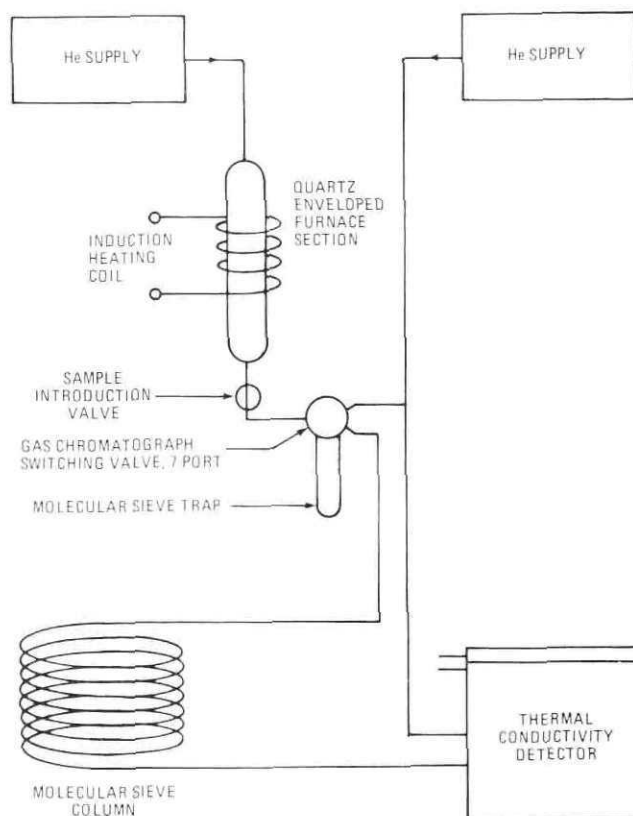 He SUPPLY
He SUPPLY
QUARTZ
ENVELOPED
FURNACE
SECTION
INDUCTION
HEATING
COIL
SAMPLE
INTRODUCTION
VALVE
GAS CHROMATOGRAPH
SWITCHING VALVE, 7 PORT
MOLECULAR SIEVE TRAP
THERMAL
CONDUCTIVITY
DETECTOR
MOLECULAR SIEVE
COLUMN